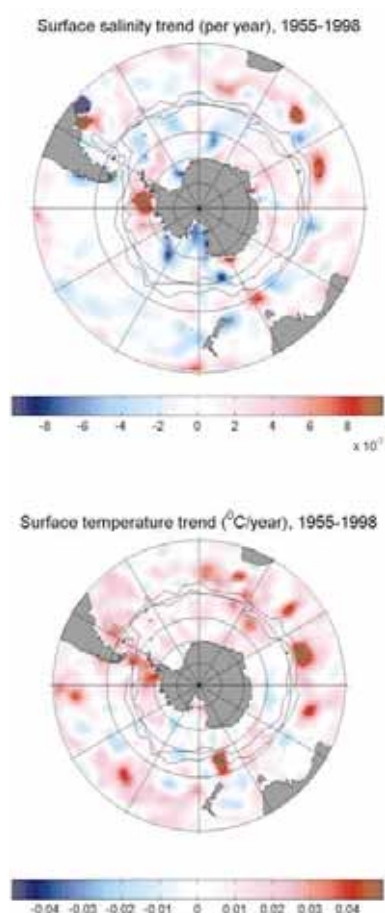 Surface salinity trend (per year), 1955-1998
-8 -6 -4 -2 0 2 4 6 8
Surface temperature trend (⁰C/year), 1955-1998
-0.04 -0.03 -0.02 -0.01 0 0.01 0.02 0.03 0.04